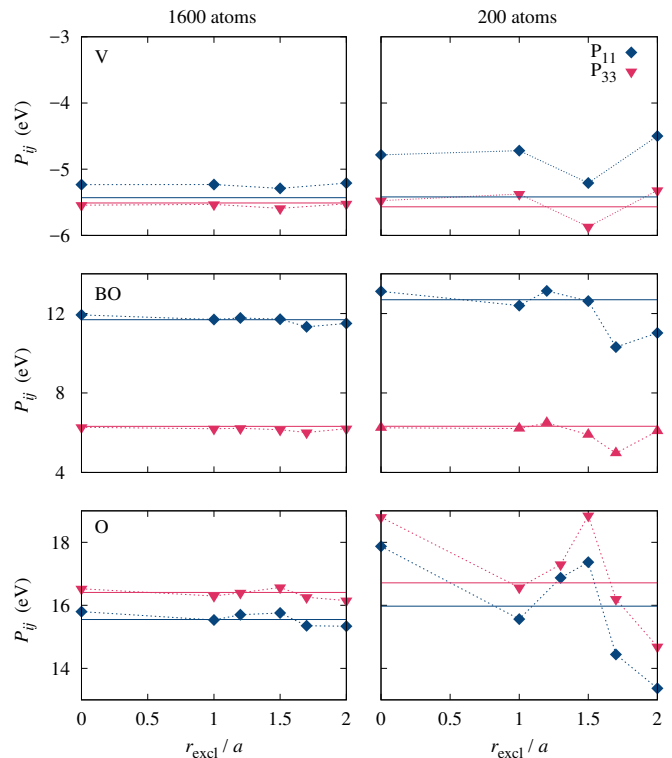 1600 atoms 200 atoms
V
P11
P33
−3
−4
−5
−6
Pij (eV)
BO
12
8
4
Pij (eV)
O
18
16
14
Pij (eV)
0 0.5 1 1.5 2 0 0.5 1 1.5 2
rexcl / a rexcl / a